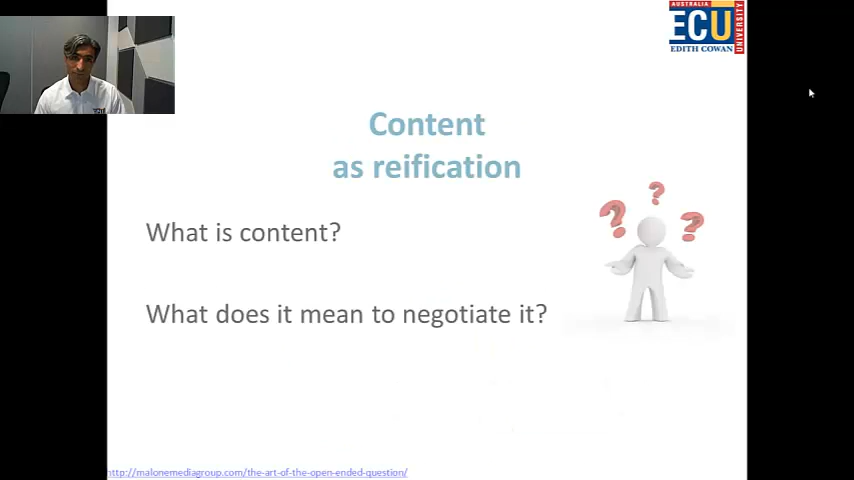 AUSTRALIA
ECU
EDITH COWAN
UNIVERSITY
Content
as reification
What is content?
? ? ?
What does it mean to negotiate it?
http://malonemediagroup.com/the-art-of-the-open-ended-question/